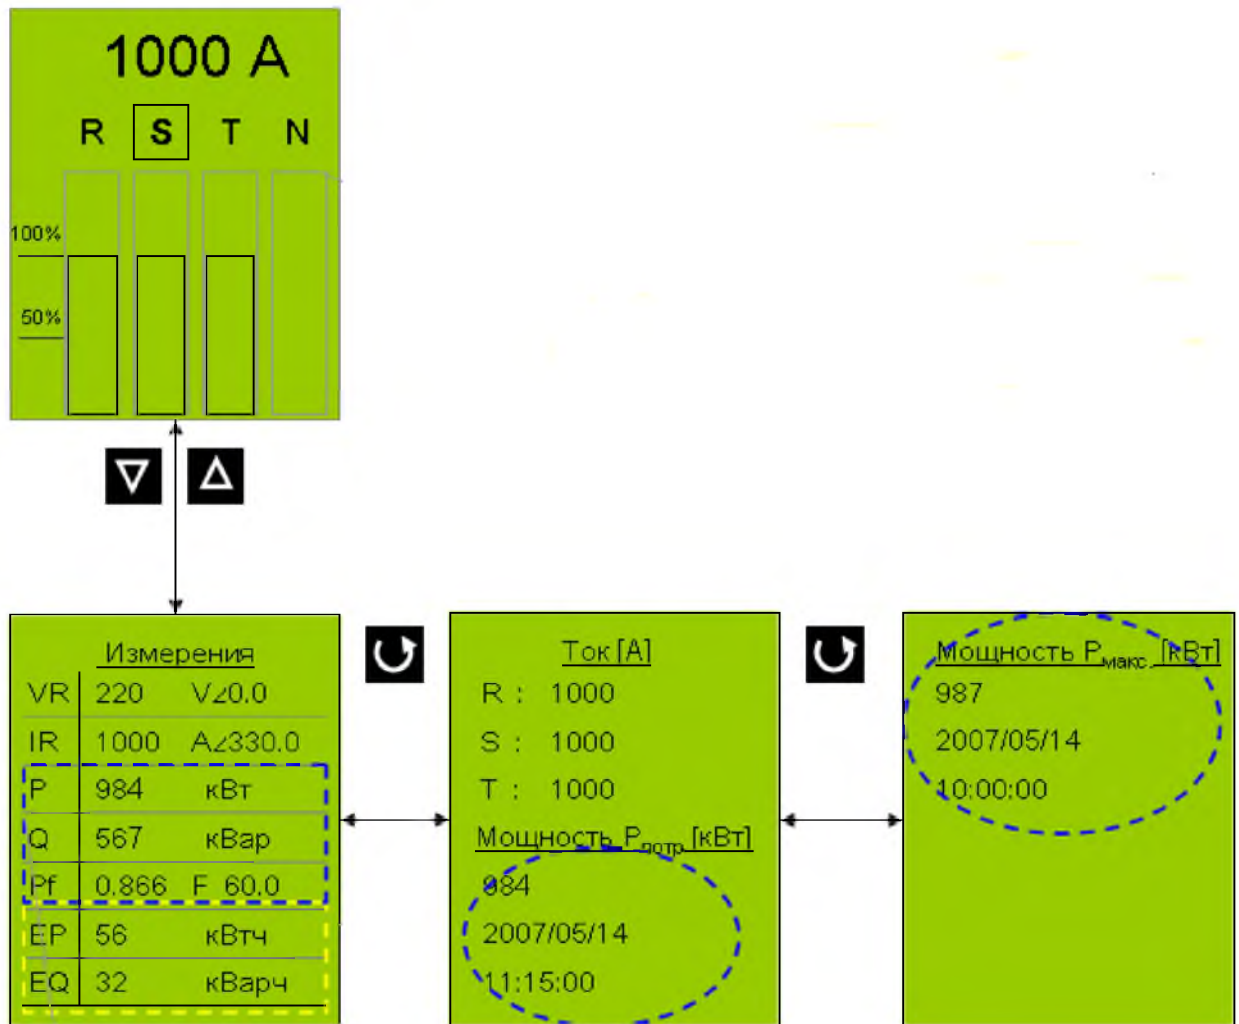 1000 A
R S T N
100%
50%
Измерения
VR 220 V∠0.0
IR 1000 A∠330.0
P 984 кВт
Q 567 кВар
Pf 0.866 F 60.0
EP 56 кВтч
EQ 32 кВарч
Ток [A]
R : 1000
S : 1000
T : 1000
Мощность Pпотр [кВт]
984
2007/05/14
11:15:00
Мощность Pмакс. [кВт]
987
2007/05/14
10:00:00